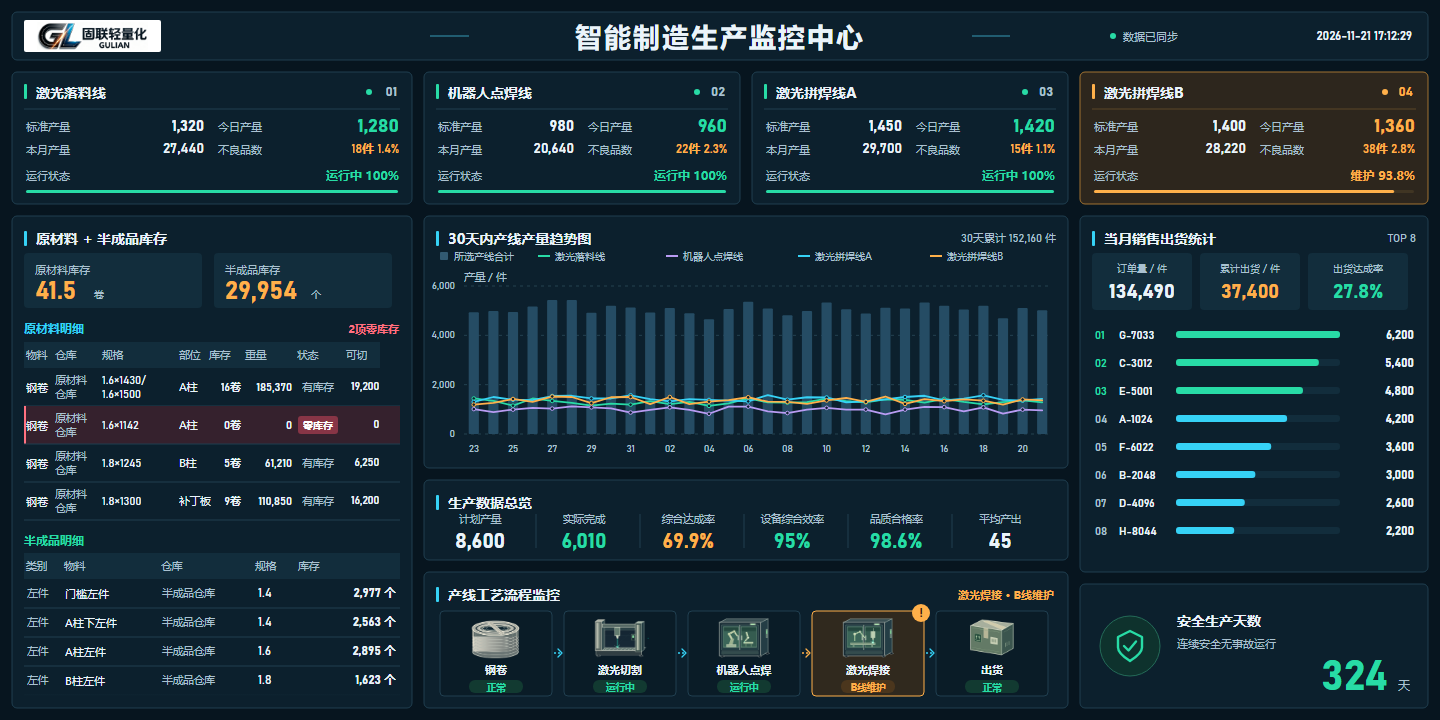 GL 固联轻量化 GULIAN
智能制造生产监控中心
数据已同步
2026-11-21 17:12:29
激光落料线 01
标准产量 1,320 今日产量 1,280
本月产量 27,440 不良品数 18件 1.4%
运行状态 运行中 100%
机器人点焊线 02
标准产量 980 今日产量 960
本月产量 20,640 不良品数 22件 2.3%
运行状态 运行中 100%
激光拼焊线A 03
标准产量 1,450 今日产量 1,420
本月产量 29,700 不良品数 15件 1.1%
运行状态 运行中 100%
激光拼焊线B 04
标准产量 1,400 今日产量 1,360
本月产量 28,220 不良品数 38件 2.8%
运行状态 维护 93.8%
原材料 + 半成品库存
原材料库存 半成品库存
41.5 卷 29,954 个
原材料明细 2项零库存
物料 仓库 规格 部位 库存 重量 状态 可切
钢卷 原材料仓库 1.6×1430/1.6×1500 A柱 16卷 185,370 有库存 19,200
钢卷 原材料仓库 1.6×1142 A柱 0卷 0 零库存 0
钢卷 原材料仓库 1.8×1245 B柱 5卷 61,210 有库存 6,250
钢卷 原材料仓库 1.8×1300 补丁板 9卷 110,850 有库存 16,200
半成品明细
类别 物料 仓库 规格 库存
左件 门槛左件 半成品仓库 1.4 2,977 个
左件 A柱下左件 半成品仓库 1.4 2,563 个
左件 A柱左件 半成品仓库 1.6 2,895 个
左件 B柱左件 半成品仓库 1.8 1,623 个
30天内产线产量趋势图 30天累计 152,160 件
所选产线合计 激光落料线 机器人点焊线 激光拼焊线A 激光拼焊线B
产量 / 件
6,000
4,000
2,000
0
23 25 27 29 31 02 04 06 08 10 12 14 16 18 20
生产数据总览
计划产量 实际完成 综合达成率 设备综合效率 品质合格率 平均产出
8,600 6,010 69.9% 95% 98.6% 45
产线工艺流程监控 激光焊接 • B线维护
!
钢卷 激光切割 机器人点焊 激光焊接 出货
正常 运行中 运行中 B线维护 正常
当月销售出货统计 TOP 8
订单量 / 件 累计出货 / 件 出货达成率
134,490 37,400 27.8%
01 G-7033 6,200
02 C-3012 5,400
03 E-5001 4,800
04 A-1024 4,200
05 F-6022 3,600
06 B-2048 3,000
07 D-4096 2,600
08 H-8044 2,200
安全生产天数
连续安全无事故运行
324 天